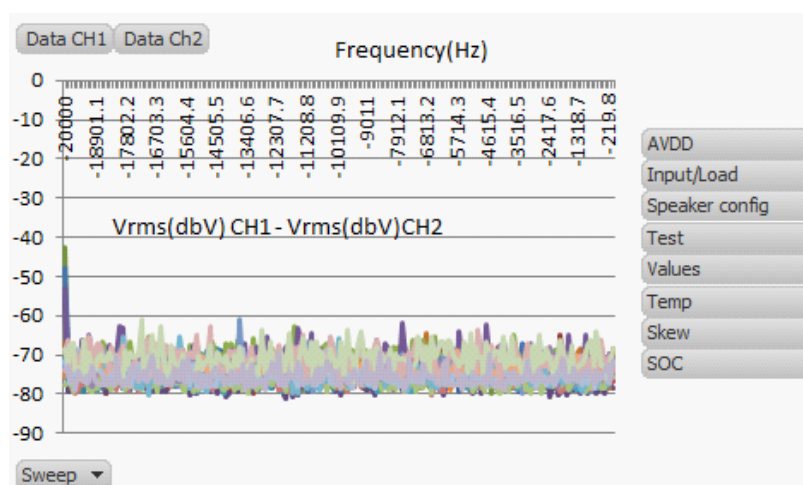 Data CH1 Data Ch2
Frequency(Hz)
0
-10
-20
-30
-40
-50
-60
-70
-80
-90
-20000
-18901.1
-17802.2
-16703.3
-15604.4
-14505.5
-13406.6
-12307.7
-11208.8
-10109.9
-9011
-7912.1
-6813.2
-5714.3
-4615.4
-3516.5
-2417.6
-1318.7
-219.8
Vrms(dbV) CH1 - Vrms(dbV)CH2
AVDD
Input/Load
Speaker config
Test
Values
Temp
Skew
SOC
Sweep